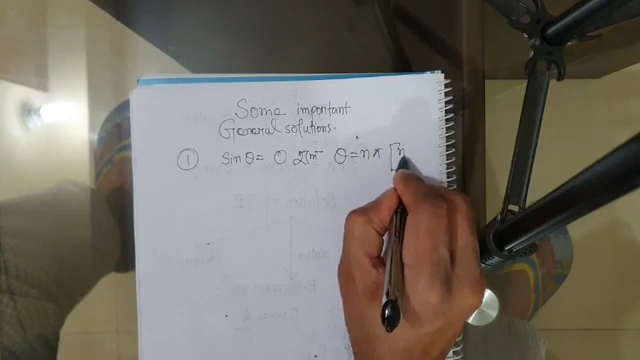 Some important
General solutions.
① sin θ = 0 θ = nπ [n